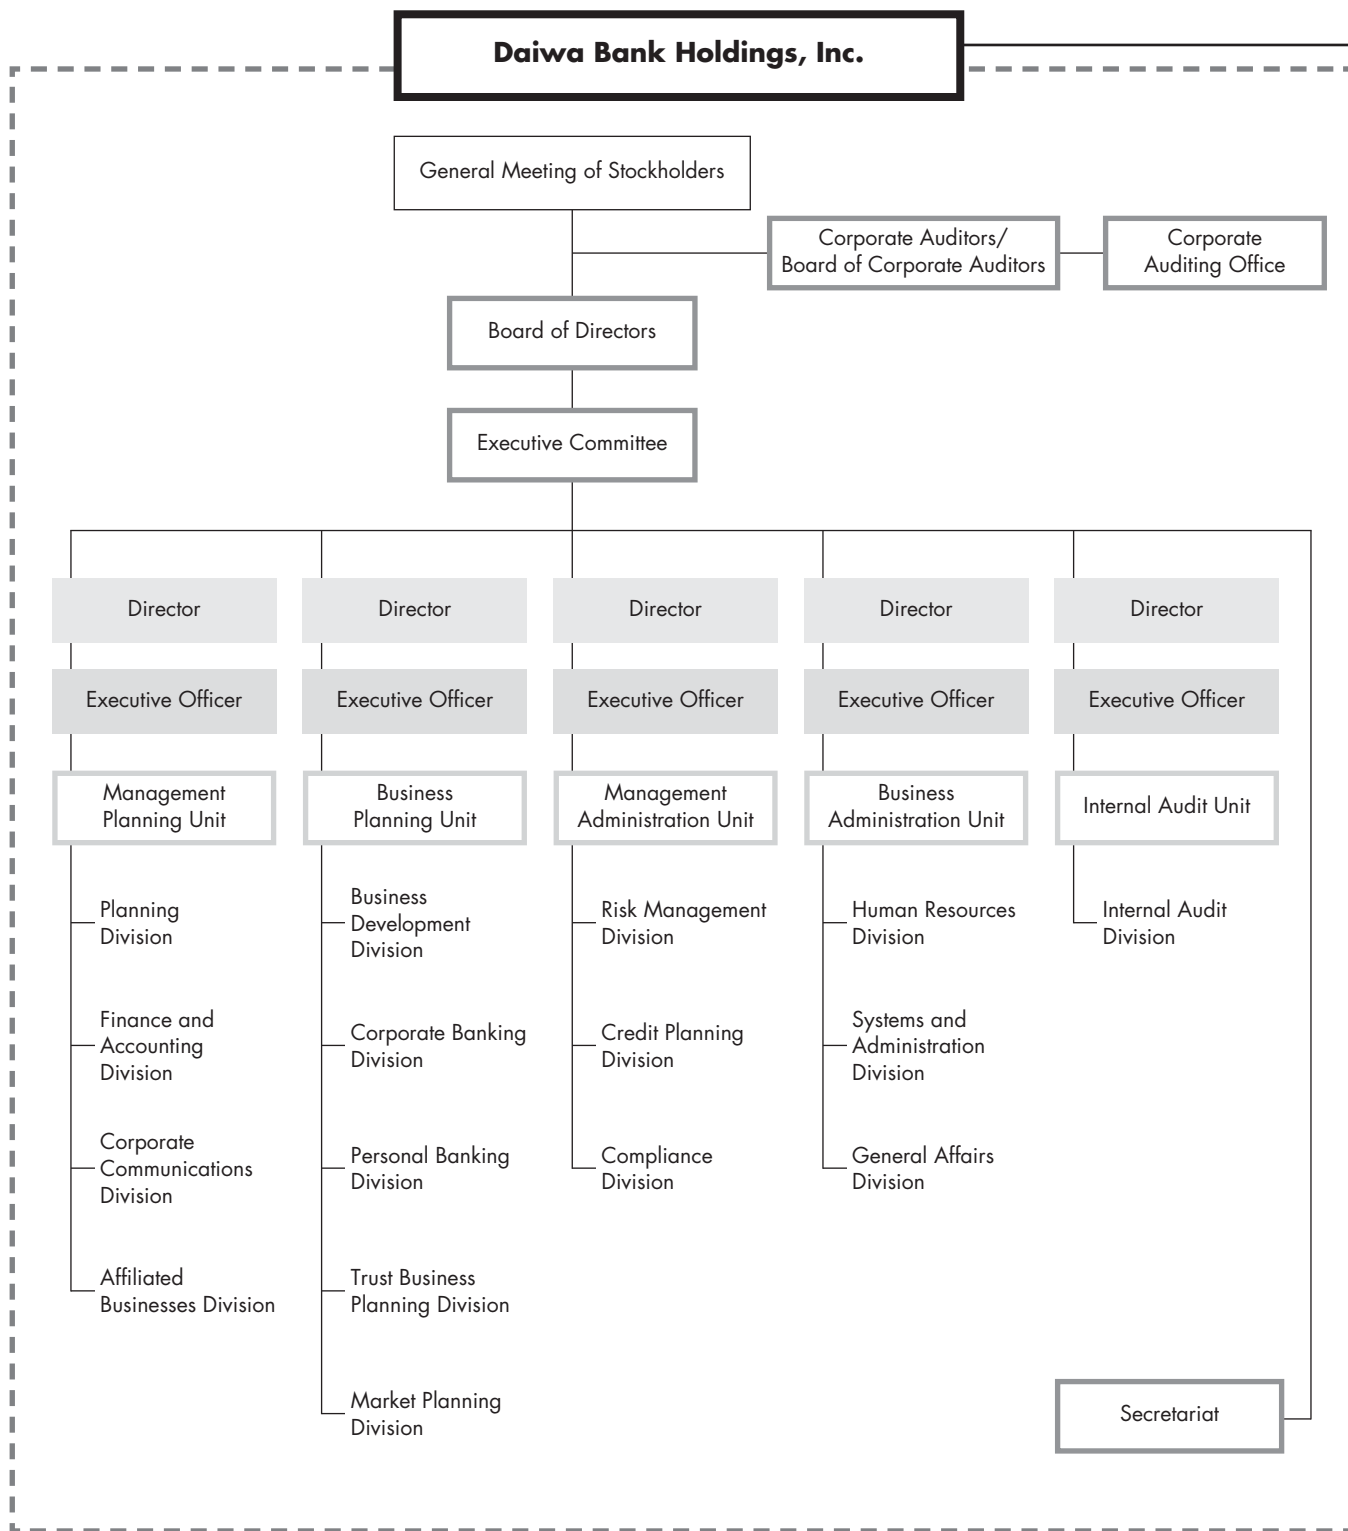 Daiwa Bank Holdings, Inc.
General Meeting of Stockholders
Corporate Auditors/
Board of Corporate Auditors
Corporate
Auditing Office
Board of Directors
Executive Committee
Director
Director
Director
Director
Director
Executive Officer
Executive Officer
Executive Officer
Executive Officer
Executive Officer
Management
Planning Unit
Business
Planning Unit
Management
Administration Unit
Business
Administration Unit
Internal Audit Unit
Planning
Division
Finance and
Accounting
Division
Corporate
Communications
Division
Affiliated
Businesses Division
Business
Development
Division
Corporate Banking
Division
Personal Banking
Division
Trust Business
Planning Division
Market Planning
Division
Risk Management
Division
Credit Planning
Division
Compliance
Division
Human Resources
Division
Systems and
Administration
Division
General Affairs
Division
Internal Audit
Division
Secretariat